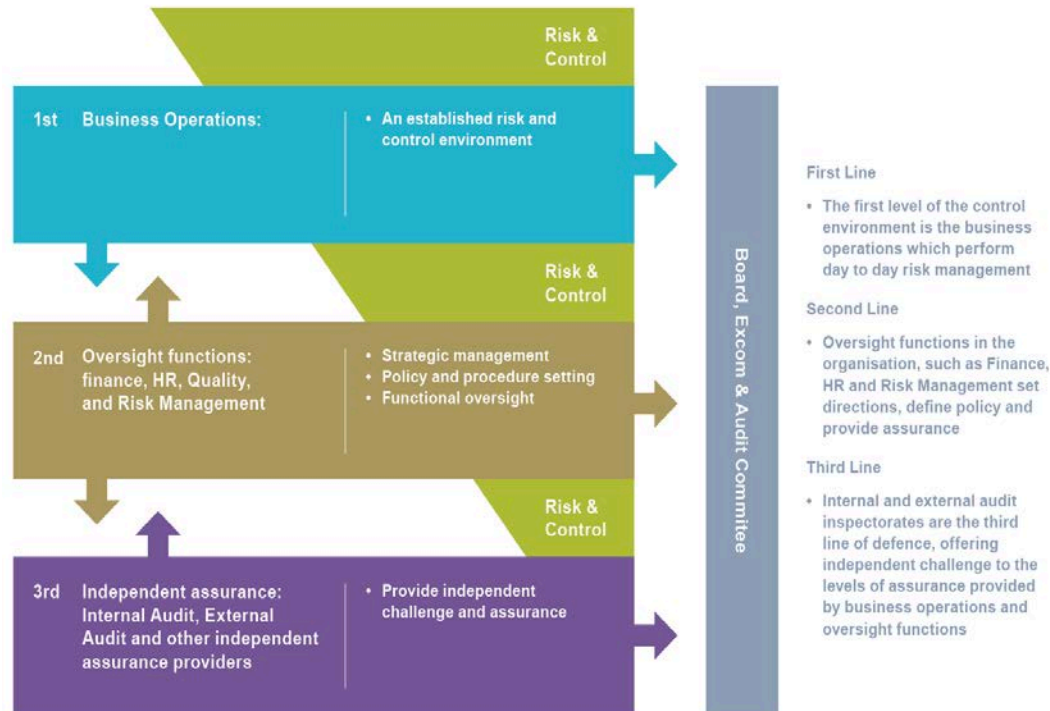 Risk &
Control
1st Business Operations:
• An established risk and
control environment
Risk &
Control
2nd Oversight functions:
finance, HR, Quality,
and Risk Management
• Strategic management
• Policy and procedure setting
• Functional oversight
Risk &
Control
3rd Independent assurance:
Internal Audit, External
Audit and other independent
assurance providers
• Provide independent
challenge and assurance
Board, Excom & Audit Commitee
First Line
• The first level of the control
environment is the business
operations which perform
day to day risk management
Second Line
• Oversight functions in the
organisation, such as Finance,
HR and Risk Management set
directions, define policy and
provide assurance
Third Line
• Internal and external audit
inspectorates are the third
line of defence, offering
independent challenge to the
levels of assurance provided
by business operations and
oversight functions